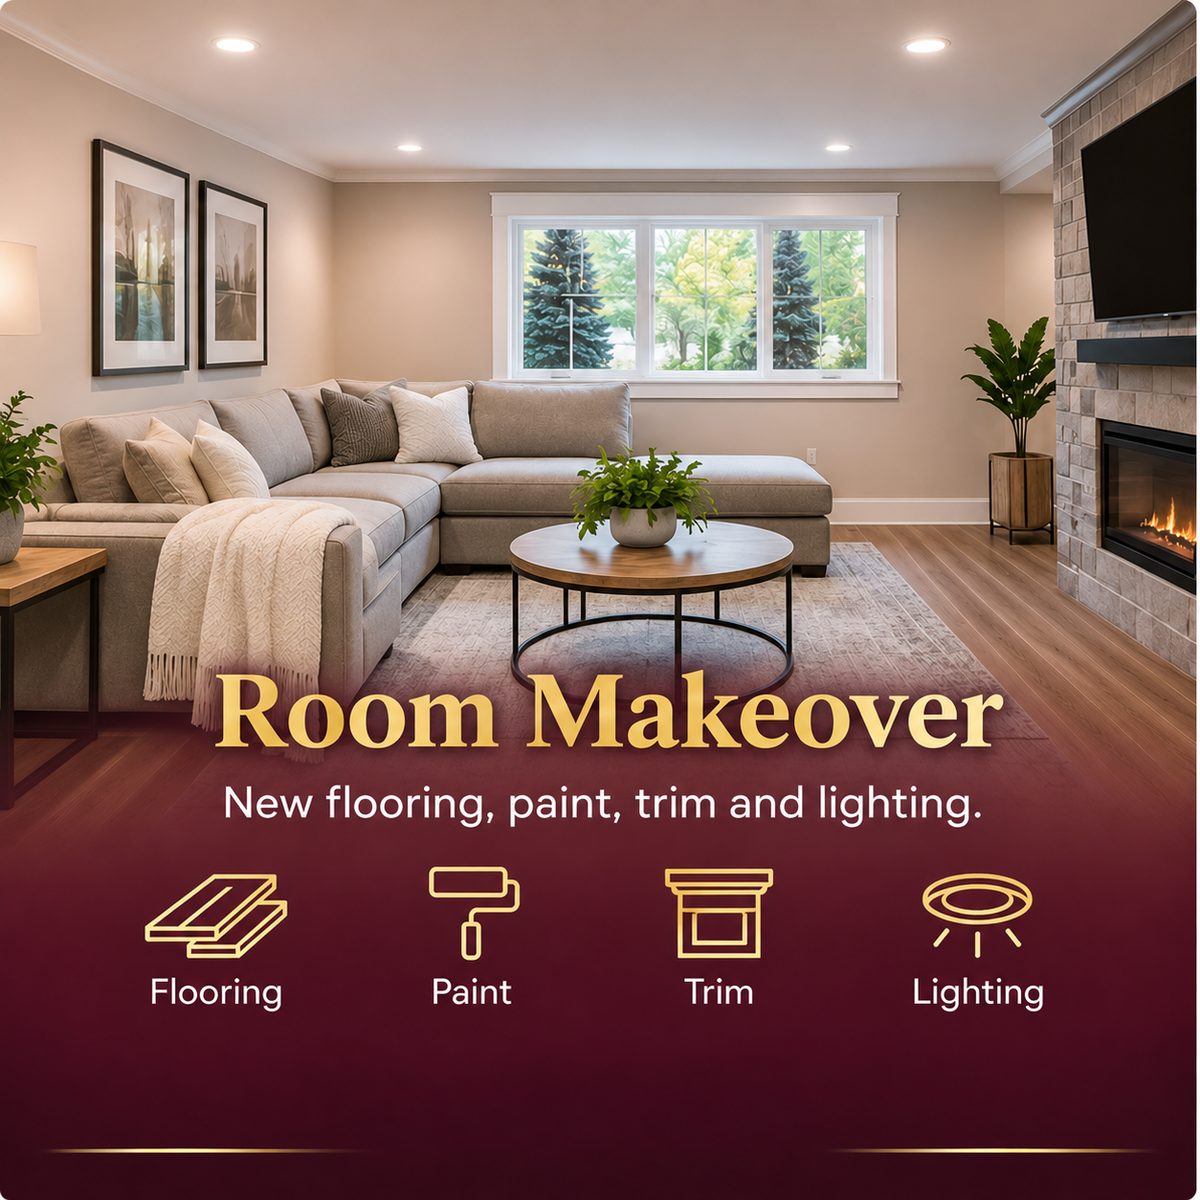 Room Makeover
New flooring, paint, trim and lighting.
Flooring
Paint
Trim
Lighting